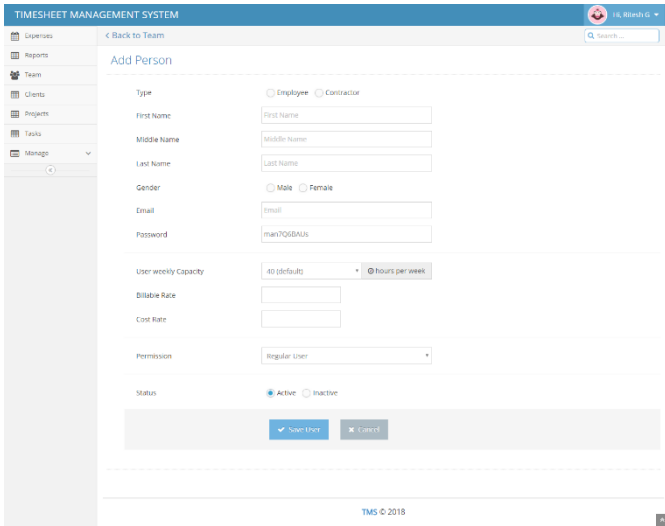 TIMESHEET MANAGEMENT SYSTEM
Hi, Ritesh G
Expenses
Reports
Team
Clients
Projects
Tasks
Manage
< Back to Team
Search ...
Add Person
Type
Employee Contractor
First Name
First Name
Middle Name
Middle Name
Last Name
Last Name
Gender
Male Female
Email
Email
Password
man7Q6BAUs
User weekly Capacity
40 (default) hours per week
Billable Rate
Cost Rate
Permission
Regular User
Status
Active Inactive
Save User Cancel
TMS © 2018